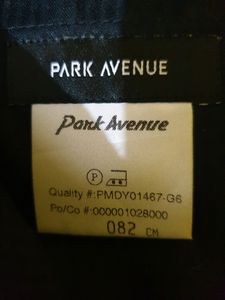 PARK AVENUE
Park Avenue
P
Quality #:PMDY01467-G6
Po/Co #:000001028000
082 CM